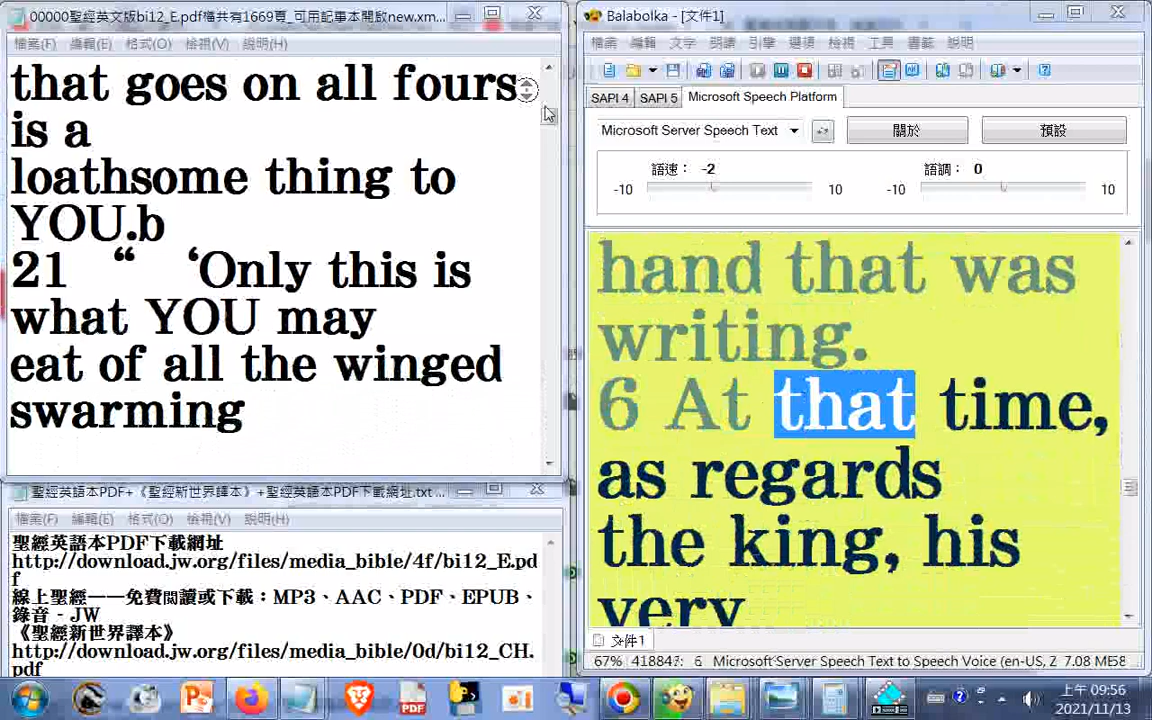 00000聖經英文版bi12_E.pdf檔共有1669頁_可用記事本開啟new.xm...
檔案(F) 編輯(E) 格式(O) 檢視(V) 說明(H)
that goes on all fours
is a
loathsome thing to
YOU.b
21 “ ‘Only this is
what YOU may
eat of all the winged
swarming
聖經英語本PDF+《聖經新世界譯本》+聖經英語本PDF下載網址.txt ...
檔案(F) 編輯(E) 格式(O) 檢視(V) 說明(H)
聖經英語本PDF下載網址
http://download.jw.org/files/media_bible/4f/bi12_E.pd
f
線上聖經——免費閱讀或下載：MP3、AAC、PDF、EPUB、
錄音 - JW
《聖經新世界譯本》
http://download.jw.org/files/media_bible/0d/bi12_CH.
pdf
Balabolka - [文件1]
檔案 編輯 文字 朗讀 引擎 選項 檢視 工具 書籤 說明
SAPI 4 SAPI 5 Microsoft Speech Platform
Microsoft Server Speech Text 關於 預設
語速： -2 語調： 0
-10 10 -10 10
hand that was
writing.
6 At that time,
as regards
the king, his
very
文件1
67% 418847: 6 Microsoft Server Speech Text to Speech Voice (en-US, Z 7.08 ME58
PDF
上午 09:56
2021/11/13